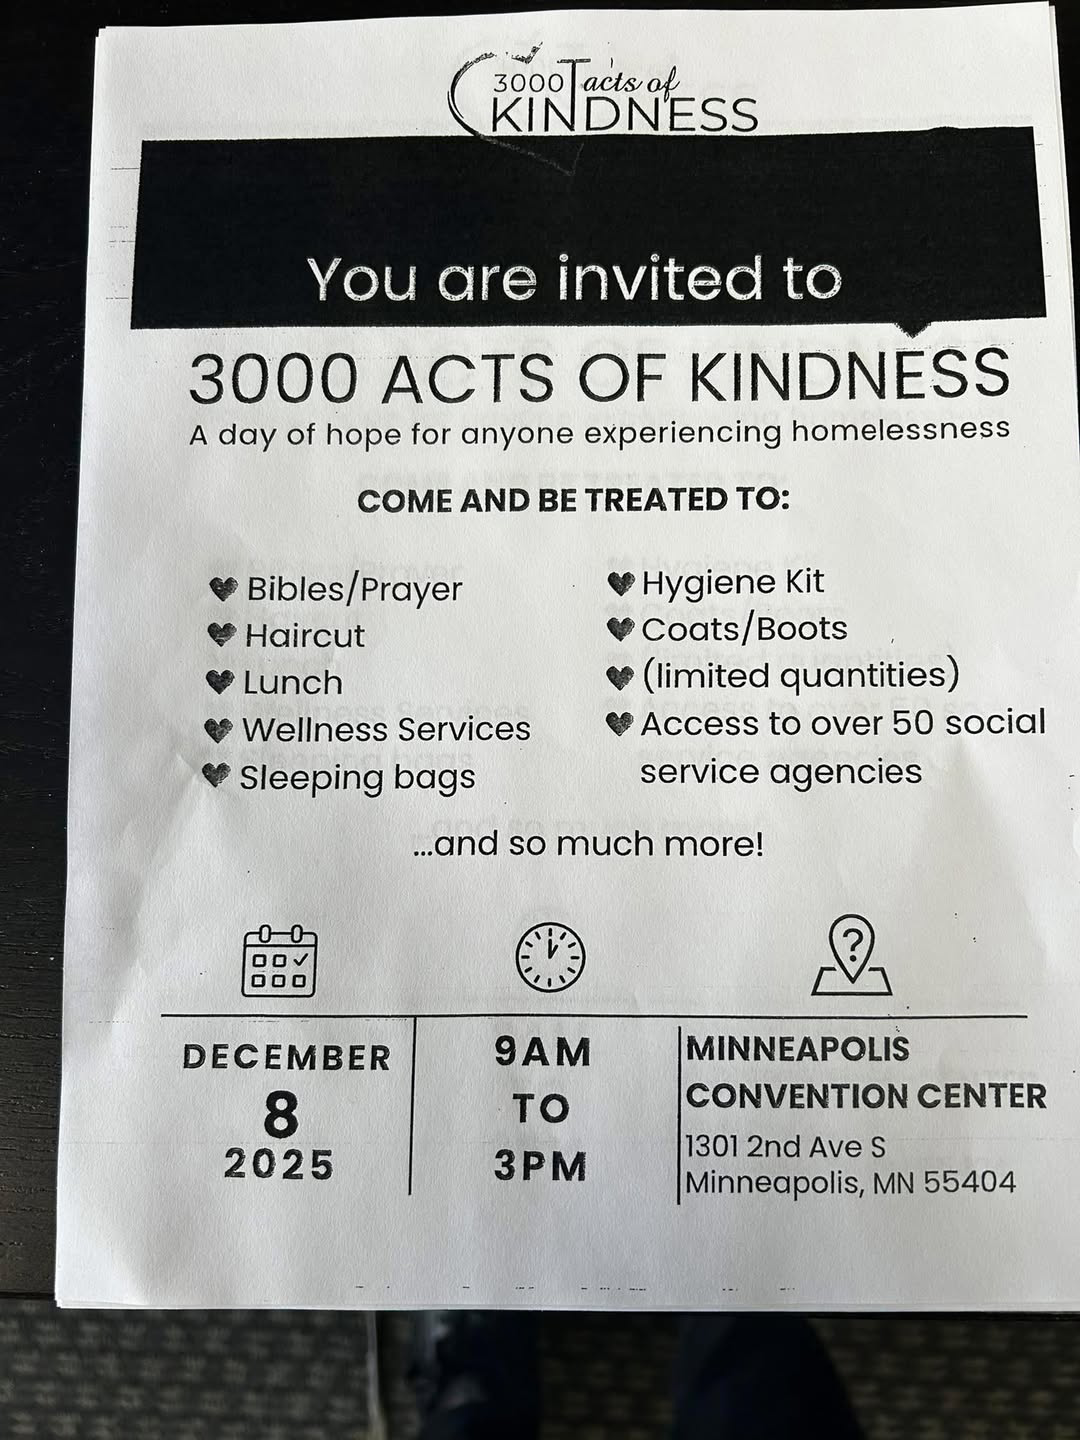 3000 acts of
KINDNESS
You are invited to
3000 ACTS OF KINDNESS
A day of hope for anyone experiencing homelessness
COME AND BE TREATED TO:
Bibles/Prayer
Haircut
Lunch
Wellness Services
Sleeping bags
Hygiene Kit
Coats/Boots
(limited quantities)
Access to over 50 social
service agencies
...and so much more!
DECEMBER
8
2025
9AM
TO
3PM
MINNEAPOLIS
CONVENTION CENTER
1301 2nd Ave S
Minneapolis, MN 55404